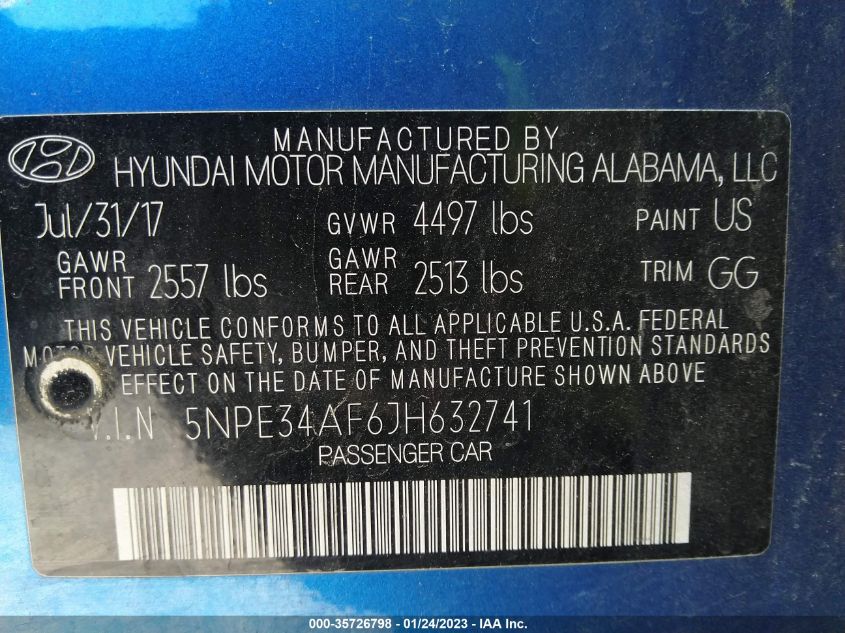 MANUFACTURED BY
HYUNDAI MOTOR MANUFACTURING ALABAMA, LLC
Jul/31/17 GVWR 4497 lbs PAINT US
GAWR FRONT 2557 lbs GAWR REAR 2513 lbs TRIM GG
THIS VEHICLE CONFORMS TO ALL APPLICABLE U.S.A. FEDERAL
MOTOR VEHICLE SAFETY, BUMPER, AND THEFT PREVENTION STANDARDS
EFFECT ON THE DATE OF MANUFACTURE SHOWN ABOVE
V.I.N 5NPE34AF6JH632741
PASSENGER CAR
000-35726798 - 01/24/2023 - IAA Inc.